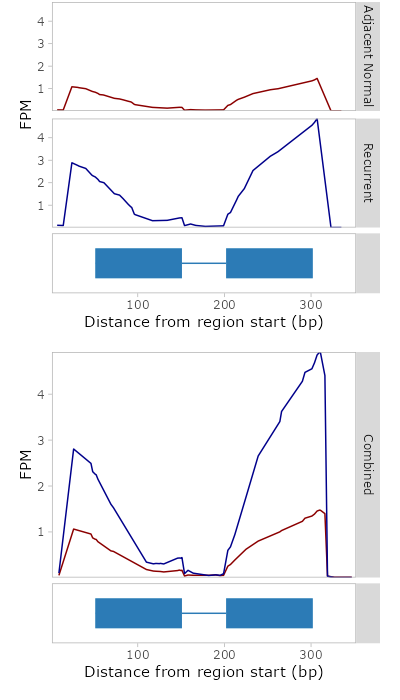 Adjacent Normal
4
3
2
1
FPM
Recurrent
4
3
2
1
100 200 300
Distance from region start (bp)
Combined
FPM
4
3
2
1
100 200 300
Distance from region start (bp)